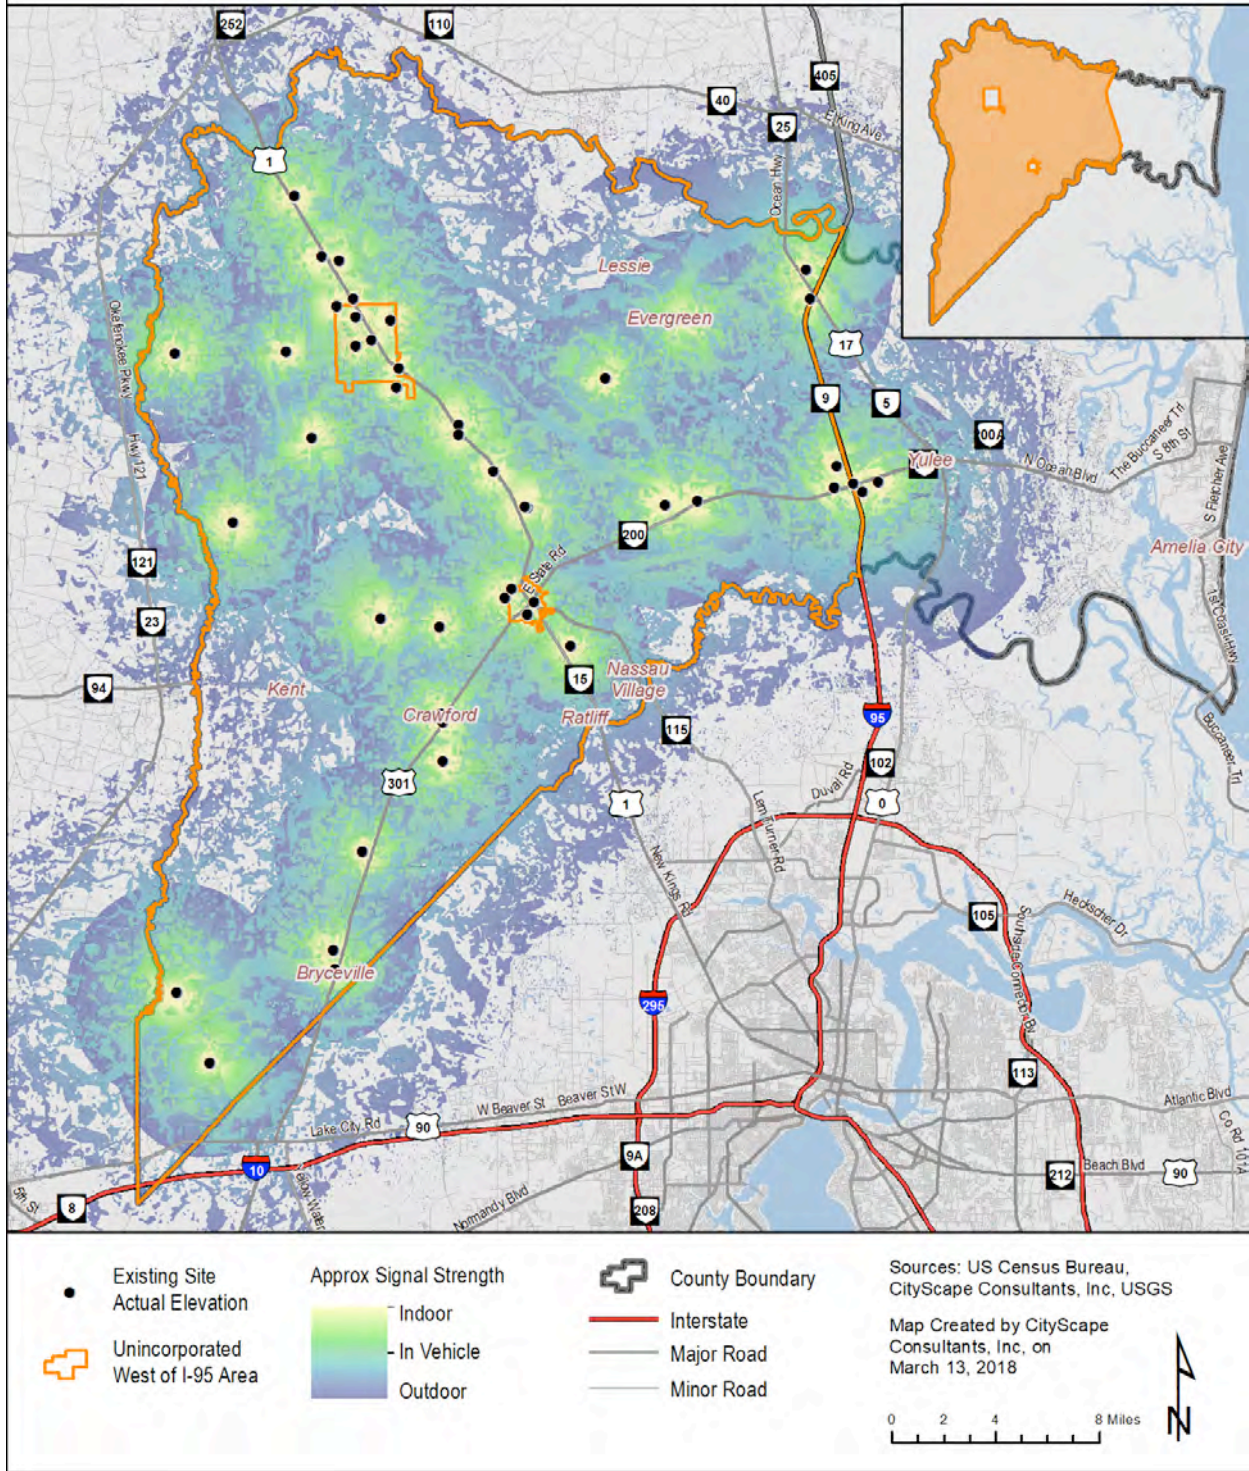 252
110
405
40
25
E King Ave
1
Ocean Hwy
Lessie
Evergreen
17
Okefenokee Pkwy
9
5
00A
Yulee
N Ocean Blvd
The Buccaneer Trl
S 8th St
S Fletcher Ave
Hwy 121
200
Amelia City
121
E State Rd
1st Coast Hwy
23
94
Kent
Nassau
Village
15
Crawford
Ratliff
115
95
Buccaneer Trl
102
301
Duval Rd
0
1
Lem Turner Rd
New Kings Rd
105
Heckscher Dr
Bryceville
295
113
W Beaver St
Beaver St W
Atlantic Blvd
Lake City Rd
90
Co Rd 101A
9A
10
Beach Blvd
212
90
5th St
8
Normandy Blvd
208
Existing Site
Actual Elevation
Unincorporated
West of I-95 Area
Approx Signal Strength
Indoor
In Vehicle
Outdoor
County Boundary
Interstate
Major Road
Minor Road
Sources: US Census Bureau,
CityScape Consultants, Inc, USGS
Map Created by CityScape
Consultants, Inc, on
March 13, 2018
0 2 4 8 Miles
N